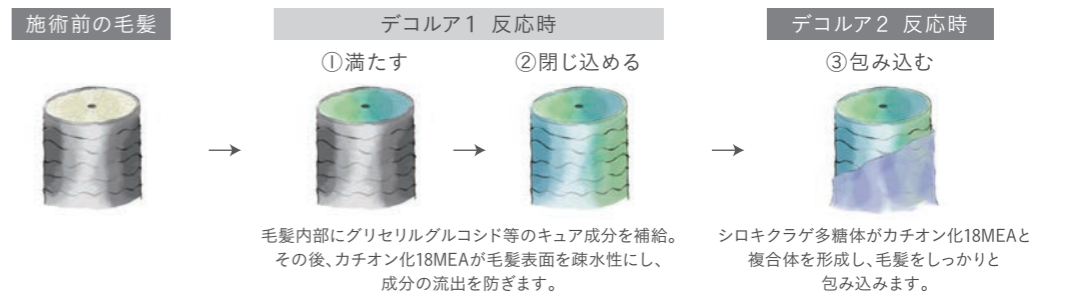 施術前の毛髪
デコルア1 反応時
①満たす
②閉じ込める
毛髪内部にグリセリルグルコシド等のキュア成分を補給。
その後、カチオン化18MEAが毛髪表面を疎水性にし、
成分の流出を防ぎます。
デコルア2 反応時
③包み込む
シロキクラゲ多糖体がカチオン化18MEAと
複合体を形成し、毛髪をしっかりと
包み込みます。